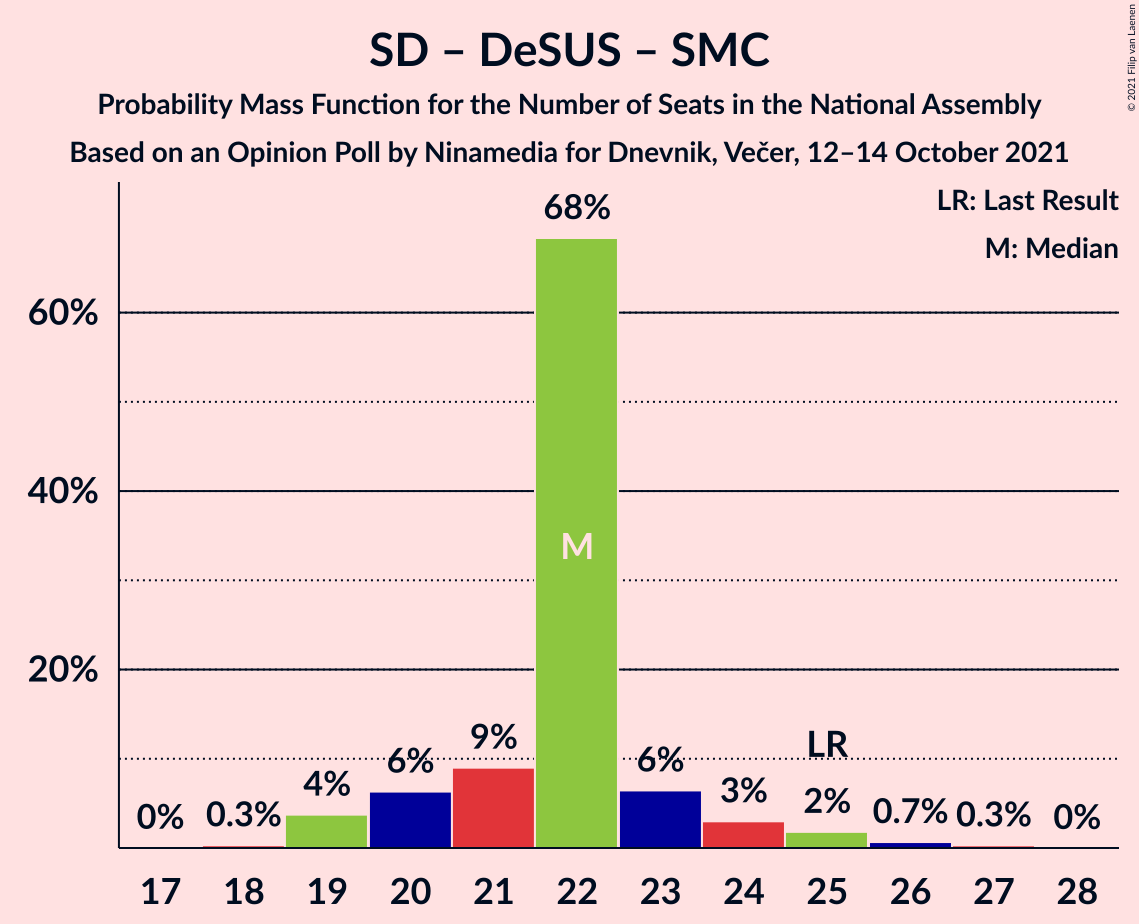 SD – DeSUS – SMC
Probability Mass Function for the Number of Seats in the National Assembly
Based on an Opinion Poll by Ninamedia for Dnevnik, Večer, 12–14 October 2021
© 2021 Filip van Laenen
LR: Last Result
M: Median
60%
40%
20%
0%
0.3%
4%
6%
9%
68%
M
6%
3%
LR
2%
0.7%
0.3%
0%
17 18 19 20 21 22 23 24 25 26 27 28